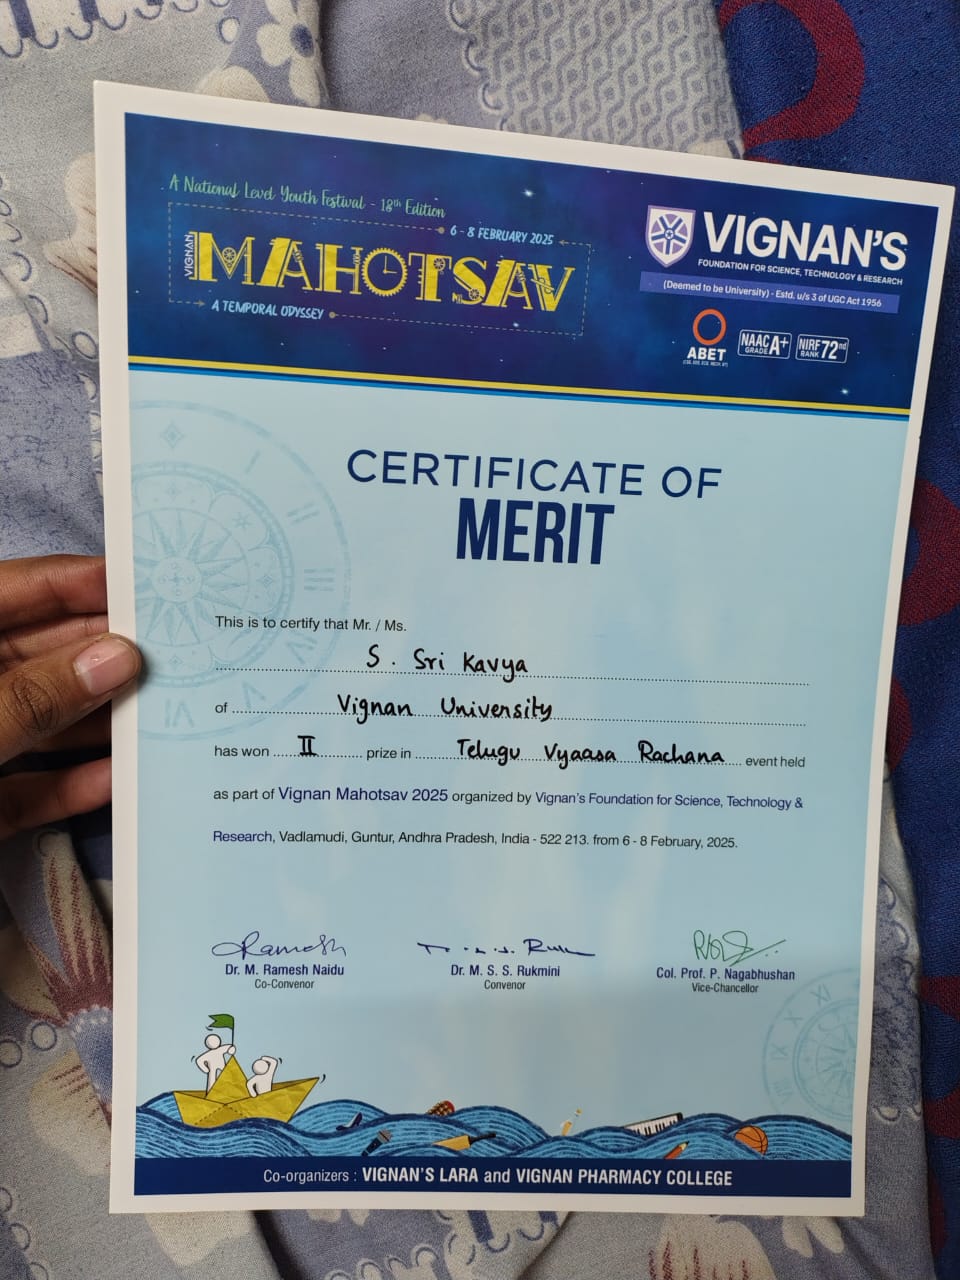 A National Level Youth Festival - 18th Edition
6 - 8 FEBRUARY 2025
VIGNAN
MAHOTSAV
A TEMPORAL ODYSSEY
VIGNAN'S
FOUNDATION FOR SCIENCE, TECHNOLOGY & RESEARCH
(Deemed to be University) - Estd. u/s 3 of UGC Act 1956
ABET
NAAC GRADE A+
NIRF RANK 72nd
CERTIFICATE OF
MERIT
This is to certify that Mr. / Ms.
S. Sri Kavya
of Vignan University
has won II prize in Telugu Vyaasa Rachana event held
as part of Vignan Mahotsav 2025 organized by Vignan's Foundation for Science, Technology &
Research, Vadlamudi, Guntur, Andhra Pradesh, India - 522 213. from 6 - 8 February, 2025.
Ramesh
Dr. M. Ramesh Naidu
Co-Convenor
Dr. M. S. S. Rukmini
Convenor
Col. Prof. P. Nagabhushan
Vice-Chancellor
Co-organizers : VIGNAN'S LARA and VIGNAN PHARMACY COLLEGE